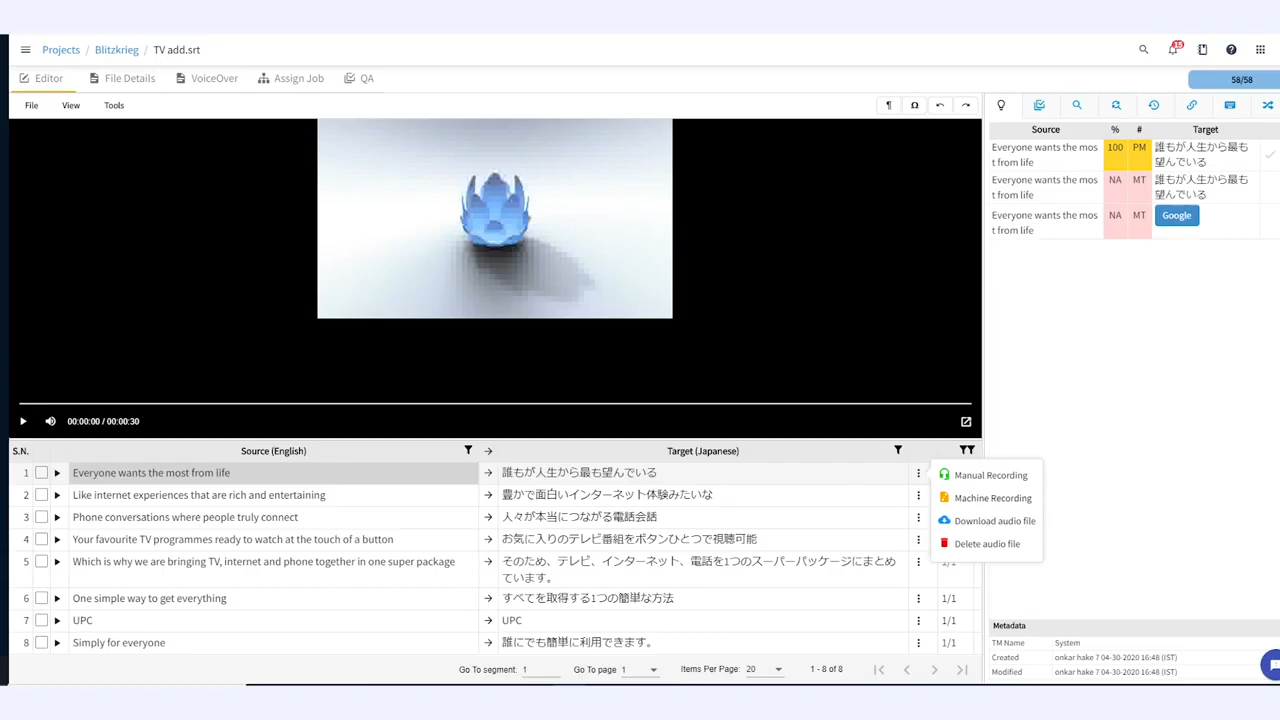 Projects / Blitzkrieg / TV add.srt
15
Editor File Details VoiceOver Assign Job QA
58/58
File View Tools
¶ Ω
Source % # Target
Everyone wants the mos
t from life
100 PM
誰もが人生から最も
望んでいる
Everyone wants the mos
t from life
NA MT
誰もが人生から最も
望んでいる
Everyone wants the mos
t from life
NA MT
Google
00:00:00 / 00:00:30
S.N. Source (English) → Target (Japanese)
1 Everyone wants the most from life → 誰もが人生から最も望んでいる
2 Like internet experiences that are rich and entertaining → 豊かで面白いインターネット体験みたいな
3 Phone conversations where people truly connect → 人々が本当につながる電話会話
4 Your favourite TV programmes ready to watch at the touch of a button → お気に入りのテレビ番組をボタンひとつで視聴可能
5 Which is why we are bringing TV, internet and phone together in one super package → そのため、テレビ、インターネット、電話を1つのスーパーパッケージにまとめ
ています。
1/1
6 One simple way to get everything → すべてを取得する1つの簡単な方法 1/1
7 UPC → UPC 1/1
8 Simply for everyone → 誰にでも簡単に利用できます。 1/1
Manual Recording
Machine Recording
Download audio file
Delete audio file
Go To segment: 1 Go To page 1 Items Per Page: 20 1 - 8 of 8
Metadata
TM Name System
Created onkar hake 7 04-30-2020 16:48 (IST)
Modified onkar hake 7 04-30-2020 16:48 (IST)